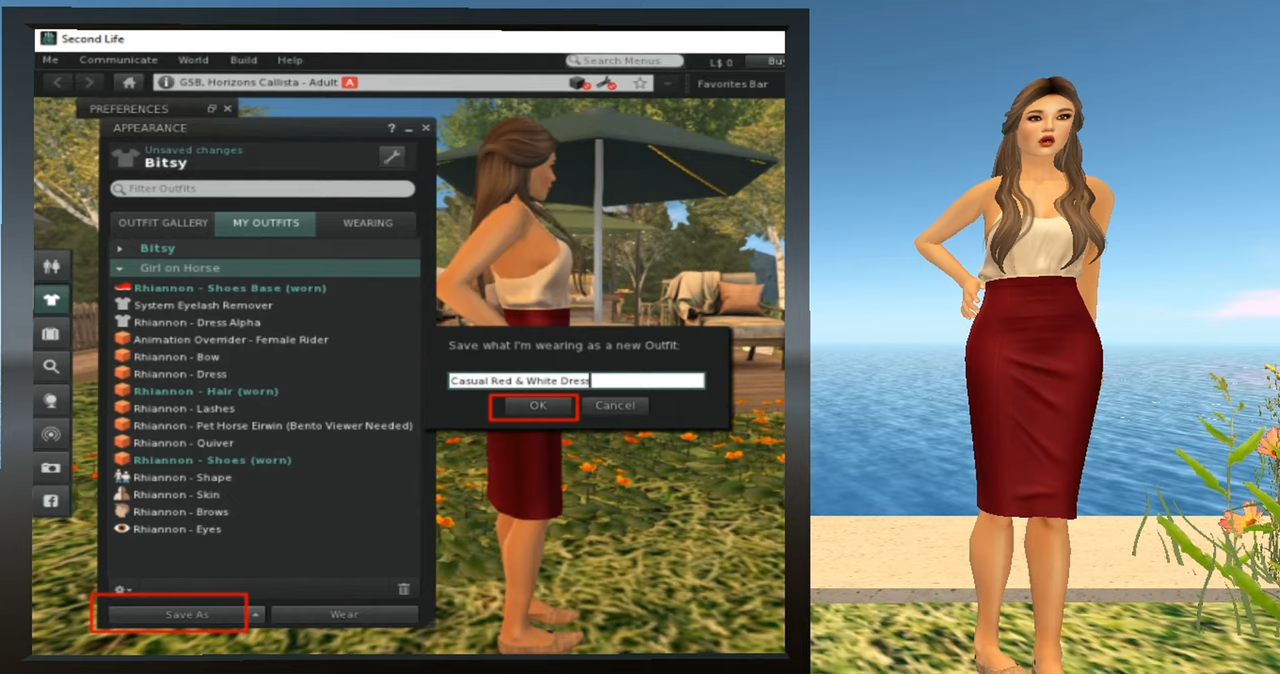 Second Life
Me Communicate World Build Help Search Menus L$ 0 Bu
GSB, Horizons Callista - Adult A Favorites Bar
PREFERENCES
APPEARANCE ?
Unsaved changes
Bitsy
Filter Outfits
OUTFIT GALLERY MY OUTFITS WEARING
Bitsy
Girl on Horse
Rhiannon - Shoes Base (worn)
System Eyelash Remover
Rhiannon - Dress Alpha
Animation Overrider - Female Rider
Rhiannon - Bow
Rhiannon - Dress
Rhiannon - Hair (worn)
Rhiannon - Lashes
Rhiannon - Pet Horse Eirwin (Bento Viewer Needed)
Rhiannon - Quiver
Rhiannon - Shoes (worn)
Rhiannon - Shape
Rhiannon - Skin
Rhiannon - Brows
Rhiannon - Eyes
Save As Wear
Save what I'm wearing as a new Outfit:
Casual Red & White Dress
OK Cancel